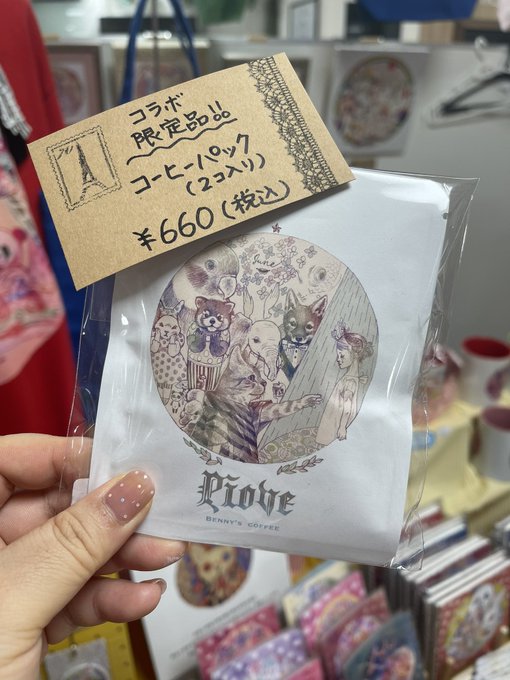 コラボ
限定品!!
コーヒーパック
(2コ入り)
¥660(税込)
June
Piove
BENNY'S COFFEE